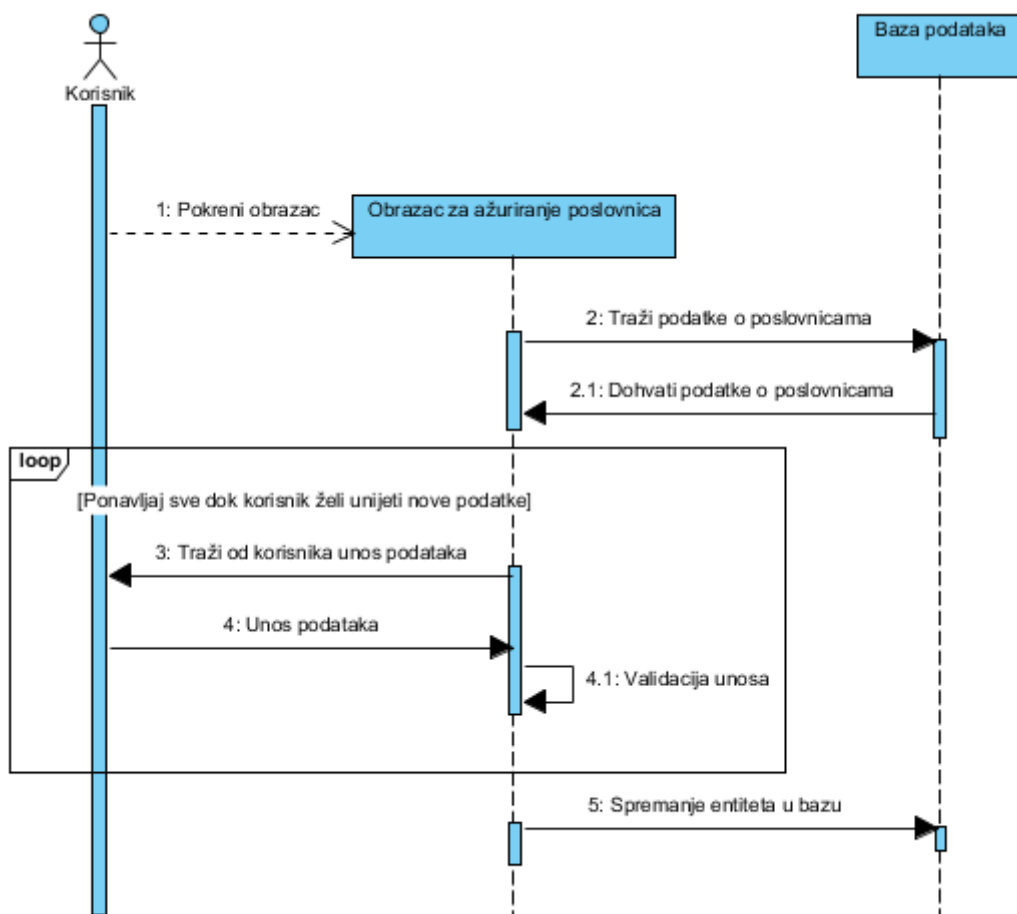 Baza podataka
Korisnik
1: Pokreni obrazac
Obrazac za ažuriranje poslovnica
2: Traži podatke o poslovnicama
2.1: Dohvati podatke o poslovnicama
loop
[Ponavljaj sve dok korisnik želi unijeti nove podatke]
3: Traži od korisnika unos podataka
4: Unos podataka
4.1: Validacija unosa
5: Spremanje entiteta u bazu